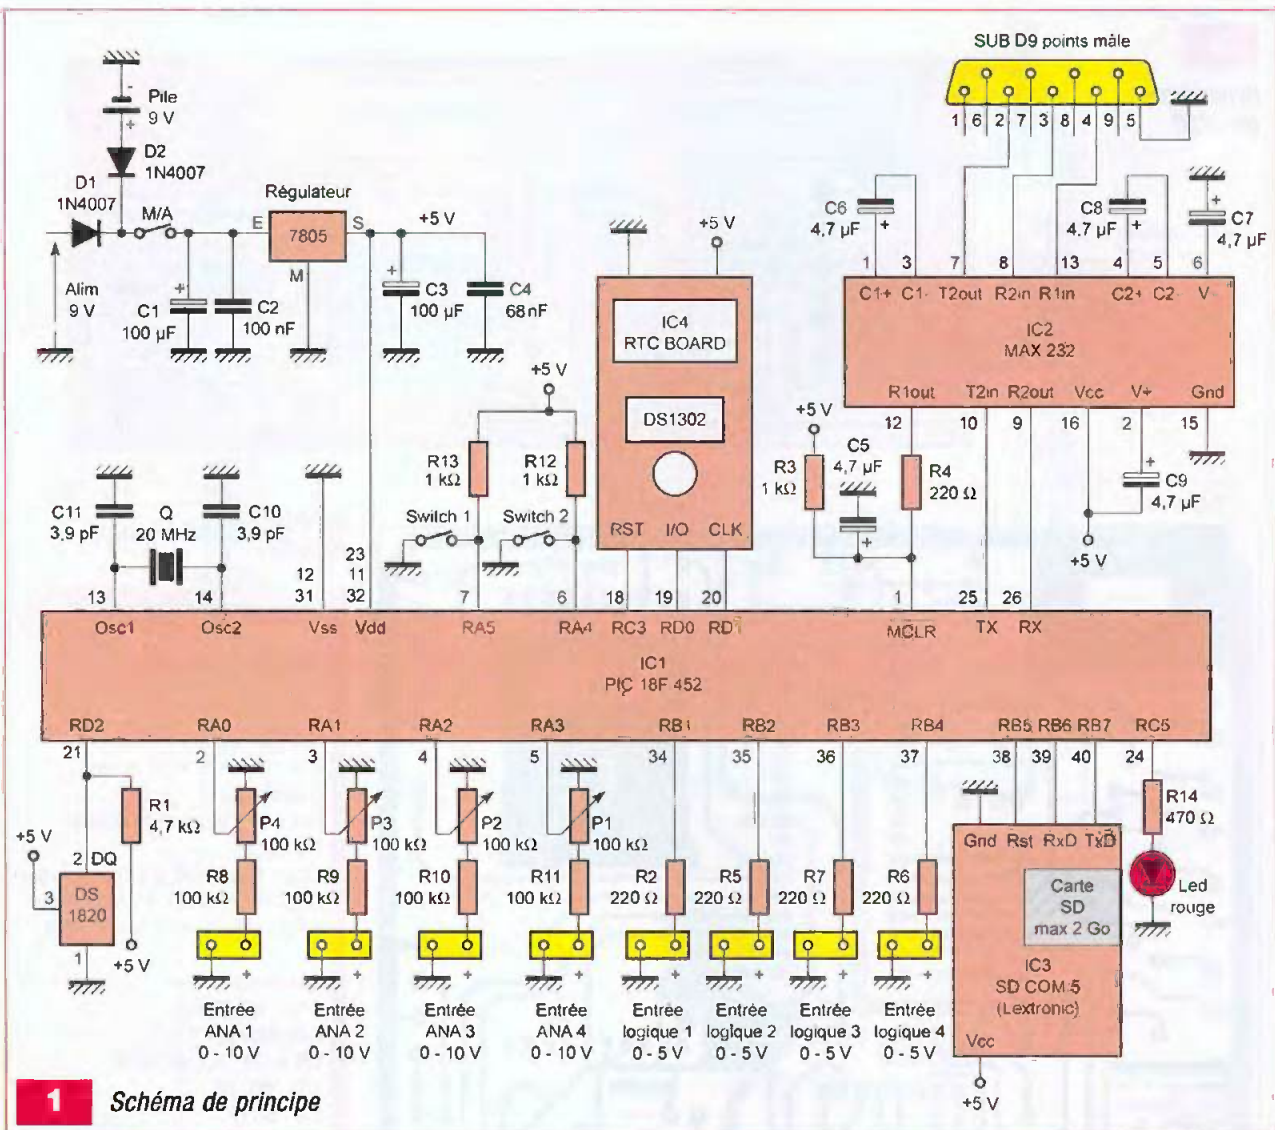 SUB D9 points mâle
1 6 2 7 3 8 4 9 5
-
Pile
9 V
+
D2
1N4007
D1
1N4007
M/A
Régulateur
E
7805
S
M
+5 V
Alim
9 V
+
C1
100 µF
C2
100 nF
+
C3
100 µF
C4
68 nF
+5 V
IC4
RTC BOARD
DS1302
RST I/O CLK
C6
4,7 µF
+
C8
4,7 µF
+
+
C7
4,7 µF
1 3 7 8 13 4 5 6
C1+ C1- T2out R2in R1in C2+ C2- V-
IC2
MAX 232
R1out T2in R2out Vcc V+ Gnd
12 10 9 16 2 15
+5 V
R3
1 kΩ
C5
4,7 µF
+
R4
220 Ω
+
C9
4,7 µF
+5 V
+5 V
R13
1 kΩ
R12
1 kΩ
Switch 1
Switch 2
C11
3,9 pF
Q
20 MHz
C10
3,9 pF
13 14
12
31
23
11
32
7 6 18 19 20 1 25 26
Osc1 Osc2 Vss Vdd RA5 RA4 RC3 RD0 RD1 MCLR TX RX
IC1
PIC 18F 452
RD2 RA0 RA1 RA2 RA3 RB1 RB2 RB3 RB4 RB5 RB6 RB7 RC5
21 2 3 4 5 34 35 36 37 38 39 40 24
R1
4,7 kΩ
+5 V
2 DQ
3
DS
1820
1
+5 V
P4
100 kΩ
P3
100 kΩ
P2
100 kΩ
P1
100 kΩ
R8
100 kΩ
R9
100 kΩ
R10
100 kΩ
R11
100 kΩ
R2
220 Ω
R5
220 Ω
R7
220 Ω
R6
220 Ω
+ + + + + + + +
Entrée
ANA 1
0 - 10 V
Entrée
ANA 2
0 - 10 V
Entrée
ANA 3
0 - 10 V
Entrée
ANA 4
0 - 10 V
Entrée
logique 1
0 - 5 V
Entrée
logique 2
0 - 5 V
Entrée
logique 3
0 - 5 V
Entrée
logique 4
0 - 5 V
Gnd Rst RxD TxD
Carte
SD
max 2 Go
IC3
SD COM 5
(Lextronic)
Vcc
+5 V
R14
470 Ω
Led
rouge
1 Schéma de principe